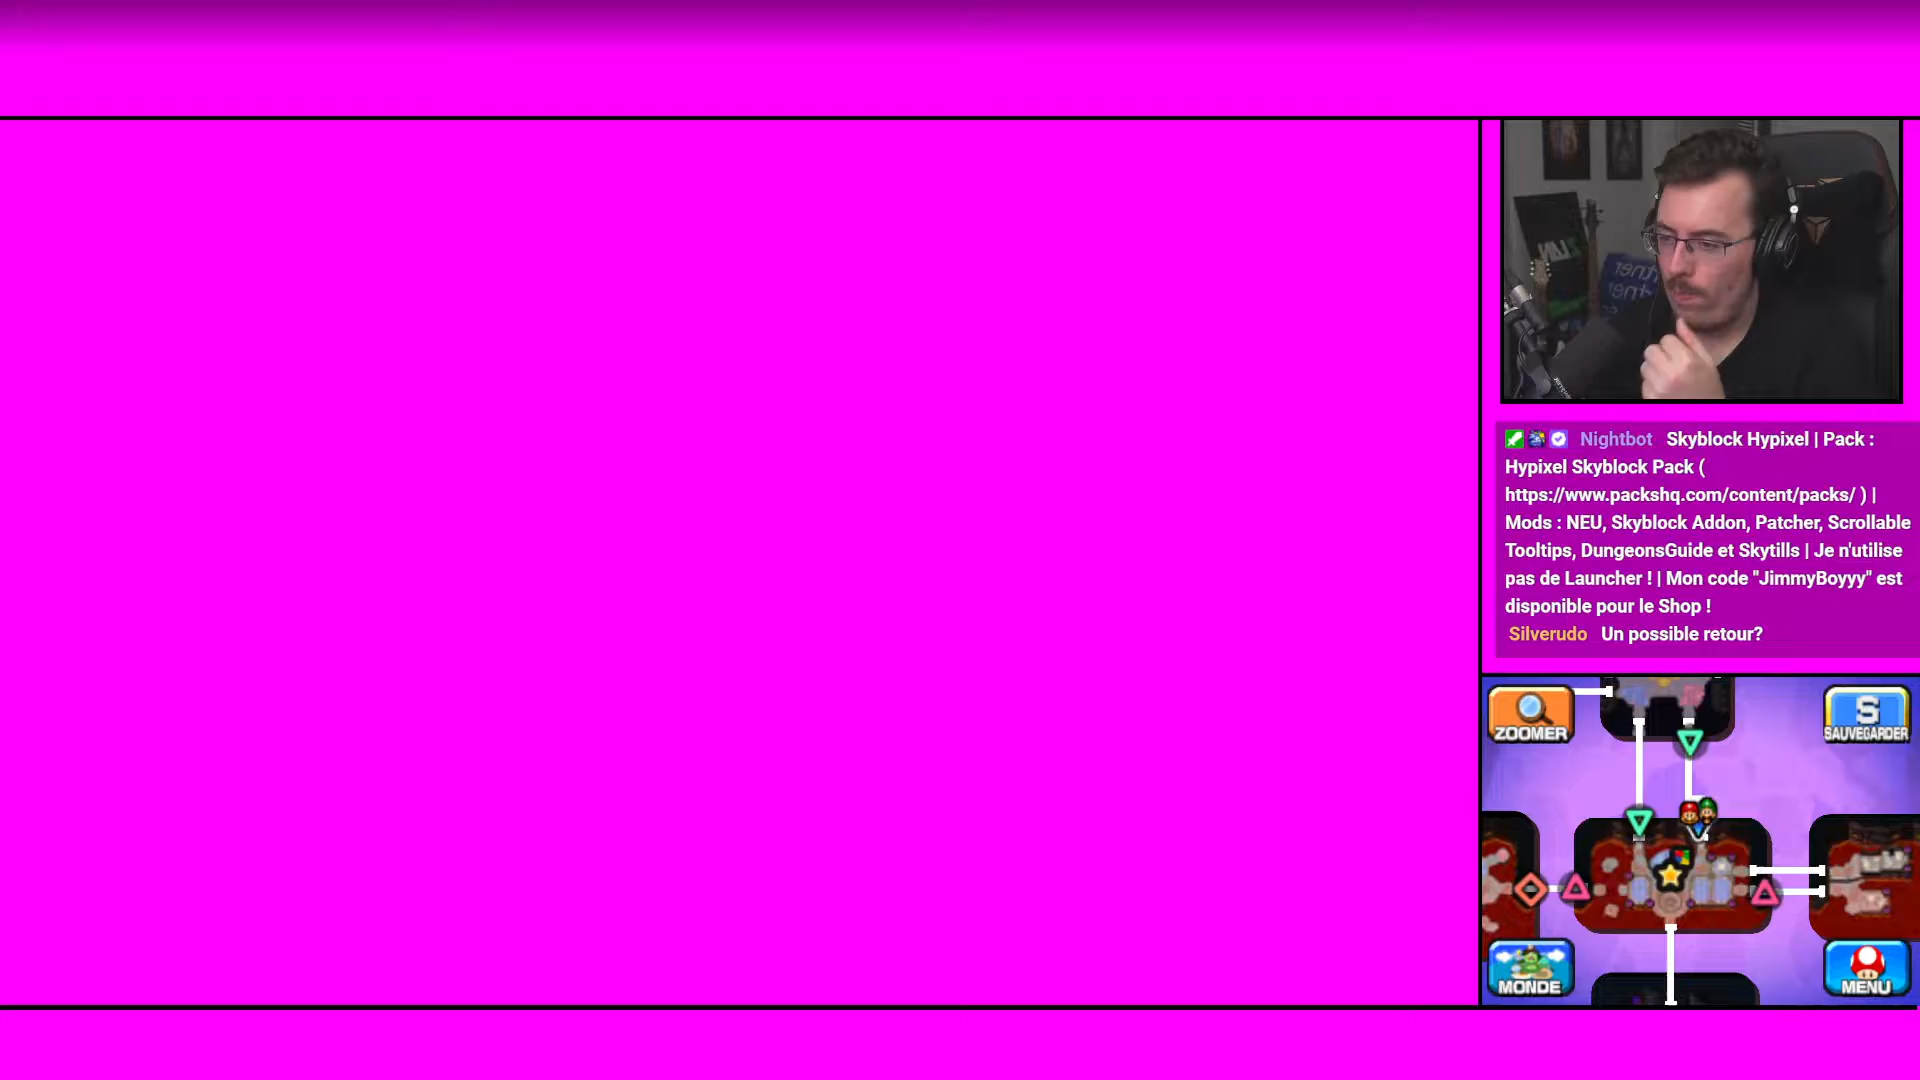 Nightbot Skyblock Hypixel | Pack :
Hypixel Skyblock Pack (
https://www.packshq.com/content/packs/ ) |
Mods : NEU, Skyblock Addon, Patcher, Scrollable
Tooltips, DungeonsGuide et Skytills | Je n'utilise
pas de Launcher ! | Mon code "JimmyBoyyy" est
disponible pour le Shop !
Silverudo Un possible retour?
ZOOMER
S
SAUVEGARDER
MONDE
MENU